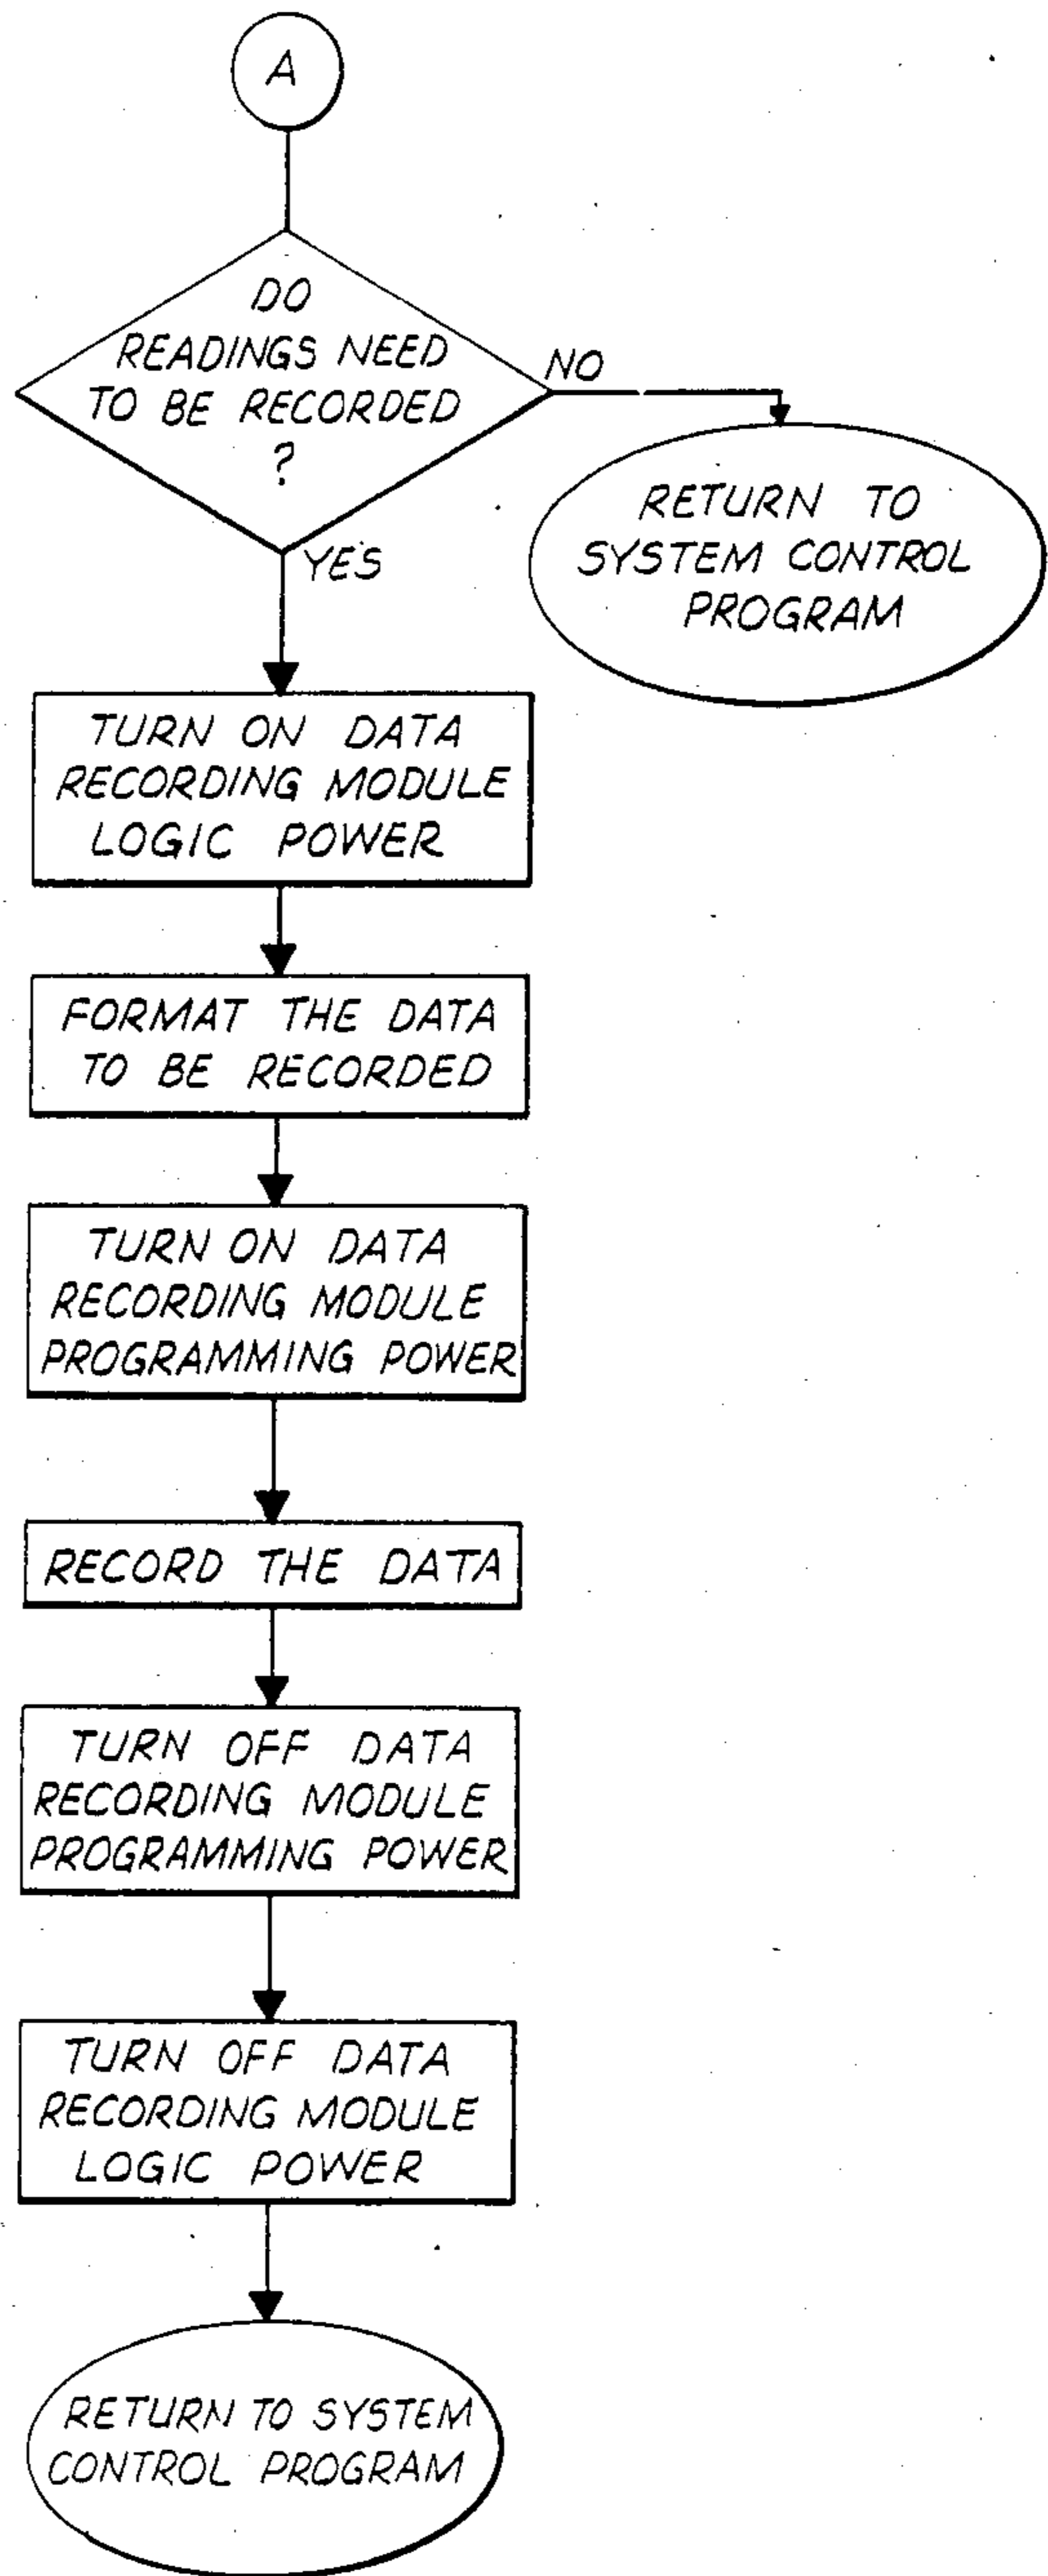 A
DO
READINGS NEED
TO BE RECORDED
?
NO
YES
RETURN TO
SYSTEM CONTROL
PROGRAM
TURN ON DATA
RECORDING MODULE
LOGIC POWER
FORMAT THE DATA
TO BE RECORDED
TURN ON DATA
RECORDING MODULE
PROGRAMMING POWER
RECORD THE DATA
TURN OFF DATA
RECORDING MODULE
PROGRAMMING POWER
TURN OFF DATA
RECORDING MODULE
LOGIC POWER
RETURN TO SYSTEM
CONTROL PROGRAM